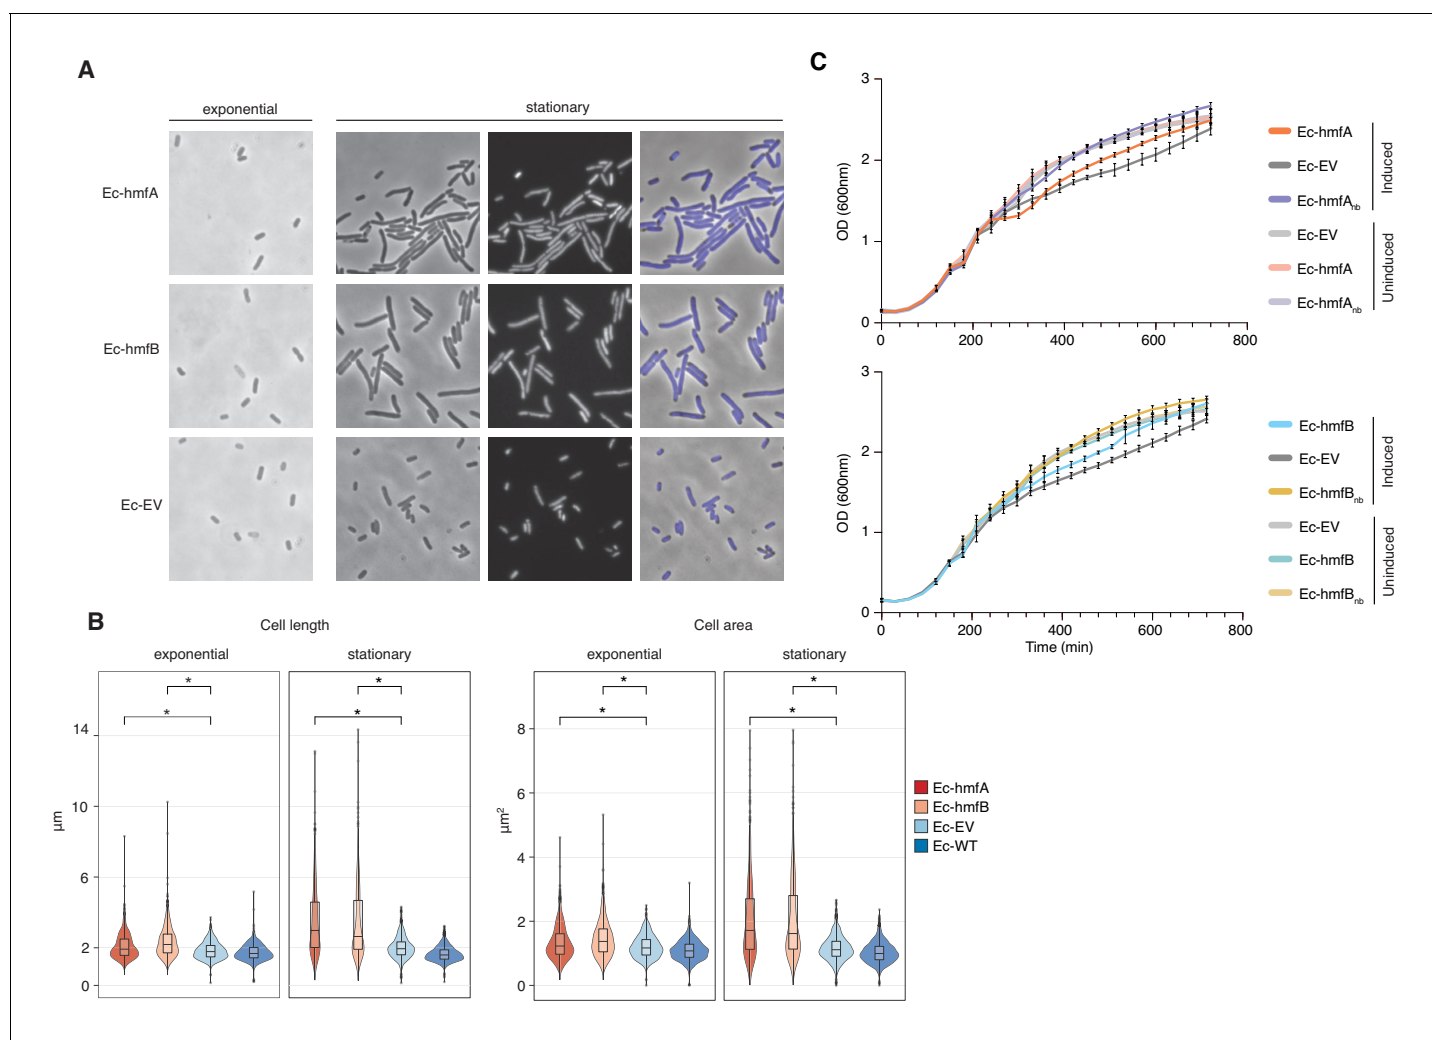 A
exponential
stationary
Ec-hmfA
Ec-hmfB
Ec-EV
C
3
2
1
0
OD (600nm)
0
200
400
600
800
Ec-hmfA
Ec-EV
Ec-hmfAnb
Induced
Ec-EV
Ec-hmfA
Ec-hmfAnb
Uninduced
3
2
1
0
OD (600nm)
0
200
400
600
800
Time (min)
Ec-hmfB
Ec-EV
Ec-hmfBnb
Induced
Ec-EV
Ec-hmfB
Ec-hmfBnb
Uninduced
B
Cell length
exponential
stationary
* * * *
14
10
6
2
0
µm
Cell area
exponential
stationary
* * * *
8
6
4
2
0
µm²
Ec-hmfA
Ec-hmfB
Ec-EV
Ec-WT